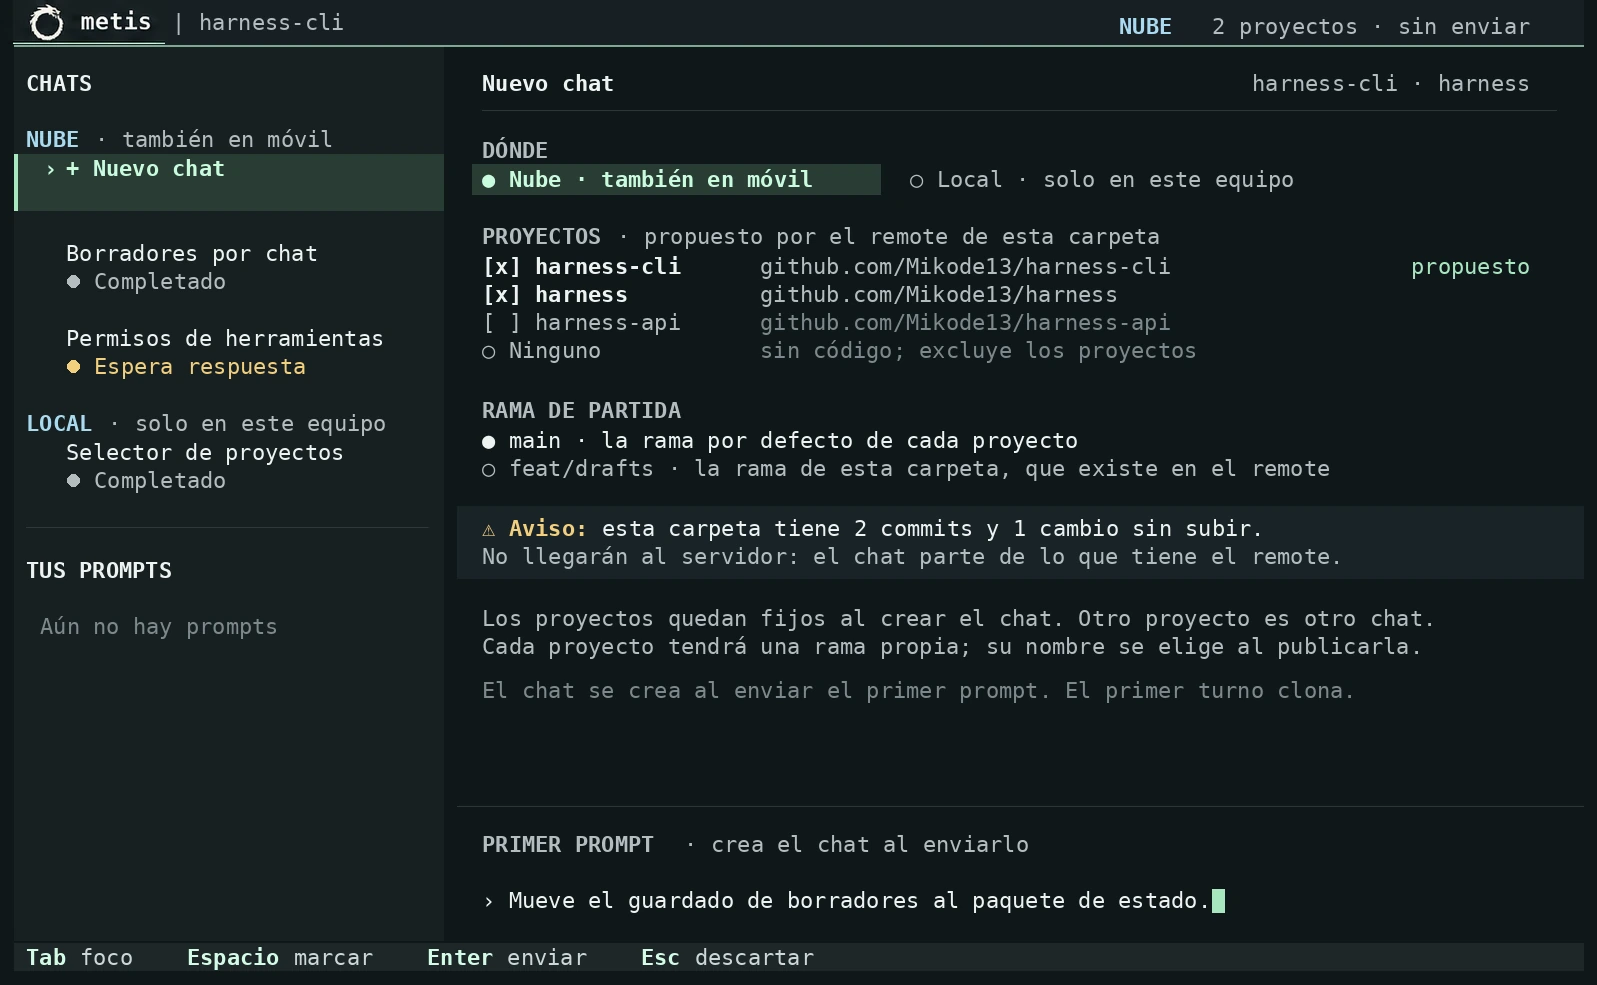 metis | harness-cli
NUBE 2 proyectos · sin enviar
CHATS
NUBE · también en móvil
› + Nuevo chat
Borradores por chat
● Completado
Permisos de herramientas
● Espera respuesta
LOCAL · solo en este equipo
Selector de proyectos
● Completado
TUS PROMPTS
Aún no hay prompts
Nuevo chat harness-cli · harness
DÓNDE
● Nube · también en móvil ○ Local · solo en este equipo
PROYECTOS · propuesto por el remote de esta carpeta
[x] harness-cli github.com/Mikode13/harness-cli propuesto
[x] harness github.com/Mikode13/harness
[ ] harness-api github.com/Mikode13/harness-api
○ Ninguno sin código; excluye los proyectos
RAMA DE PARTIDA
● main · la rama por defecto de cada proyecto
○ feat/drafts · la rama de esta carpeta, que existe en el remote
⚠ Aviso: esta carpeta tiene 2 commits y 1 cambio sin subir.
No llegarán al servidor: el chat parte de lo que tiene el remote.
Los proyectos quedan fijos al crear el chat. Otro proyecto es otro chat.
Cada proyecto tendrá una rama propia; su nombre se elige al publicarla.
El chat se crea al enviar el primer prompt. El primer turno clona.
PRIMER PROMPT · crea el chat al enviarlo
› Mueve el guardado de borradores al paquete de estado.
Tab foco Espacio marcar Enter enviar Esc descartar